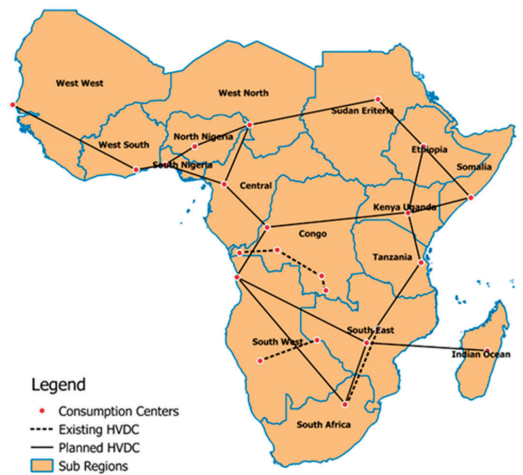 West West
West North
Sudan Eriteria
North Nigeria
West South
Ethiopia
South Nigeria
Somalia
Central
Kenya Uganda
Congo
Tanzania
South East
South West
Indian Ocean
South Africa
Legend
Consumption Centers
Existing HVDC
Planned HVDC
Sub Regions